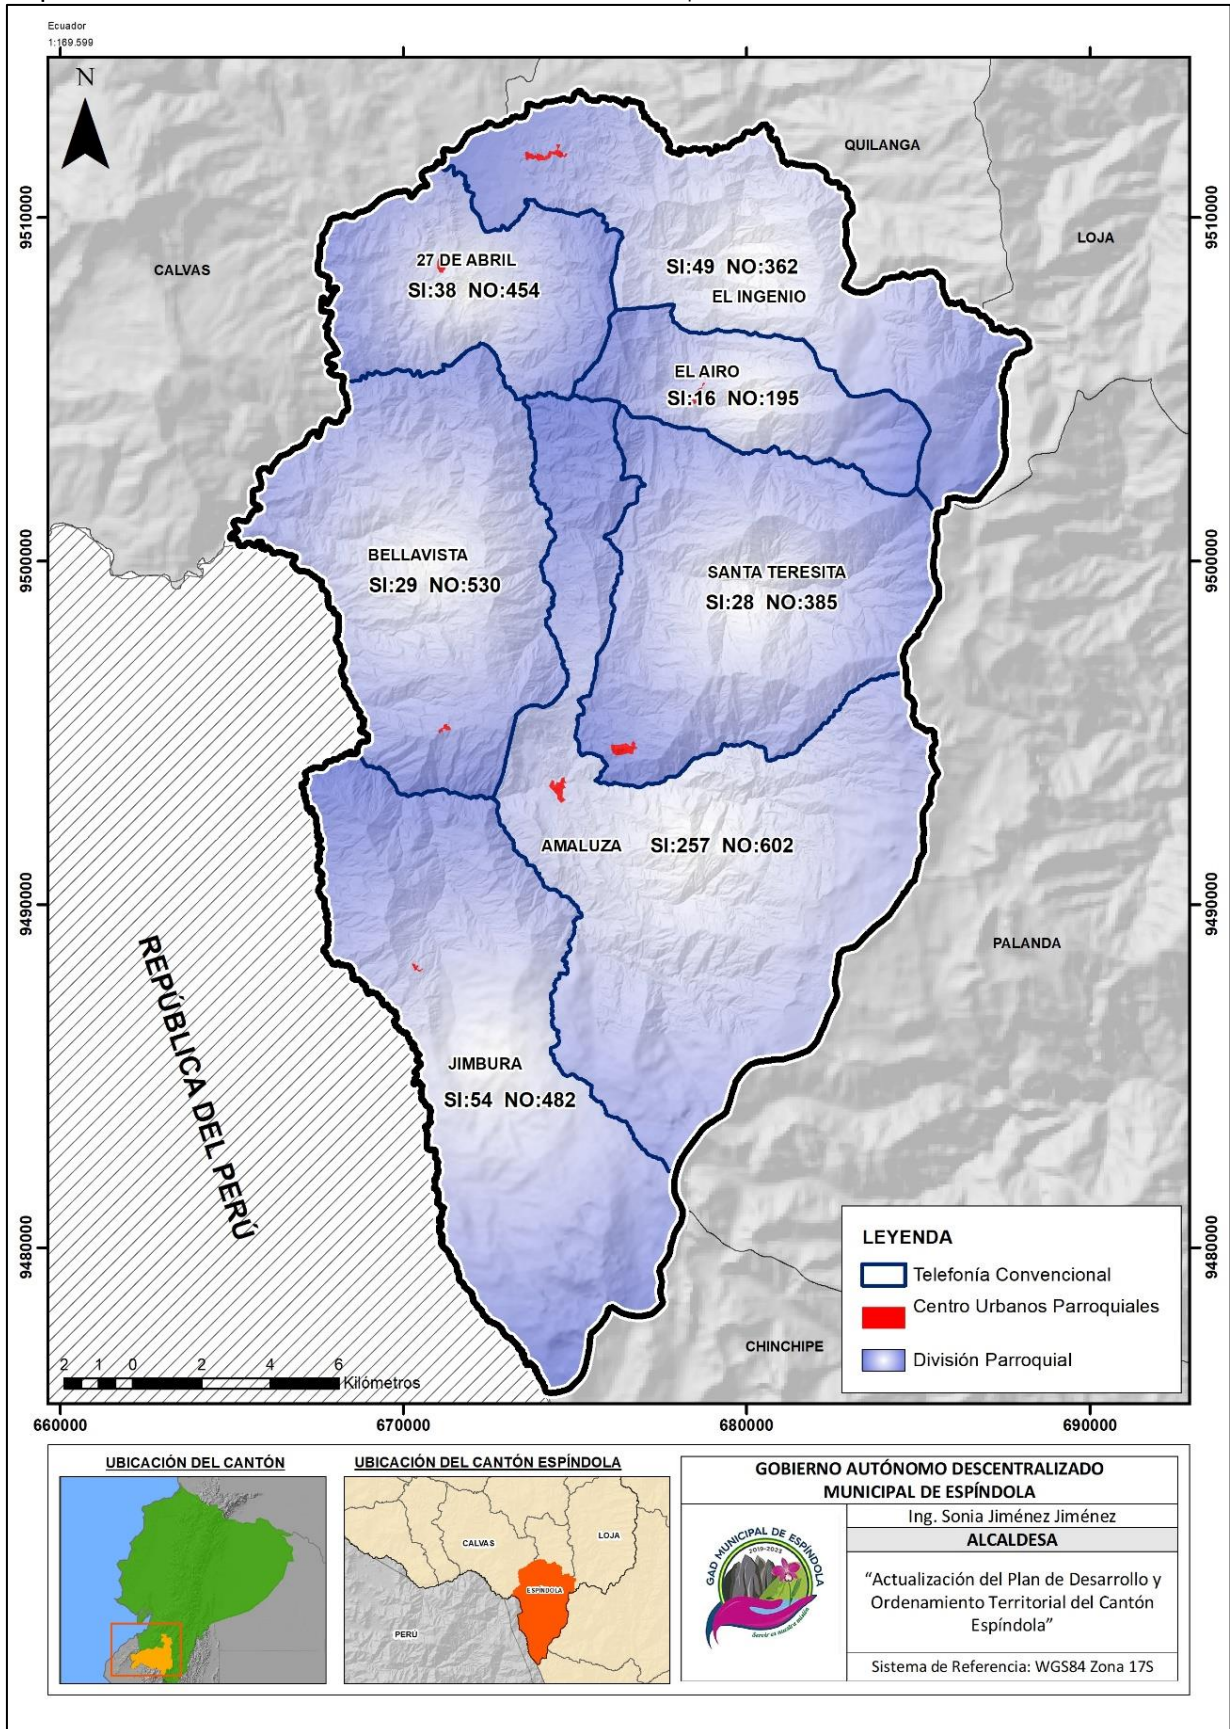 Ecuador
1:169.599
N
QUILANGA
LOJA
CALVAS
27 DE ABRIL
SI:38 NO:454
SI:49 NO:362
EL INGENIO
EL AIRO
SI:16 NO:195
BELLAVISTA
SI:29 NO:530
SANTA TERESITA
SI:28 NO:385
AMALUZA SI:257 NO:602
PALANDA
REPÚBLICA DEL PERÚ
JIMBURA
SI:54 NO:482
CHINCHIPE
9510000
9500000
9490000
9480000
9510000
9500000
9490000
9480000
LEYENDA
Telefonía Convencional
Centro Urbanos Parroquiales
División Parroquial
2 1 0 2 4 6
Kilómetros
660000 670000 680000 690000
UBICACIÓN DEL CANTÓN
UBICACIÓN DEL CANTÓN ESPÍNDOLA
CALVAS
LOJA
ESPÍNDOLA
PERÚ
GOBIERNO AUTÓNOMO DESCENTRALIZADO
MUNICIPAL DE ESPÍNDOLA
Ing. Sonia Jiménez Jiménez
ALCALDESA
GAD MUNICIPAL DE ESPÍNDOLA
2019-2023
Servir es nuestra misión
“Actualización del Plan de Desarrollo y
Ordenamiento Territorial del Cantón
Espíndola”
Sistema de Referencia: WGS84 Zona 17S